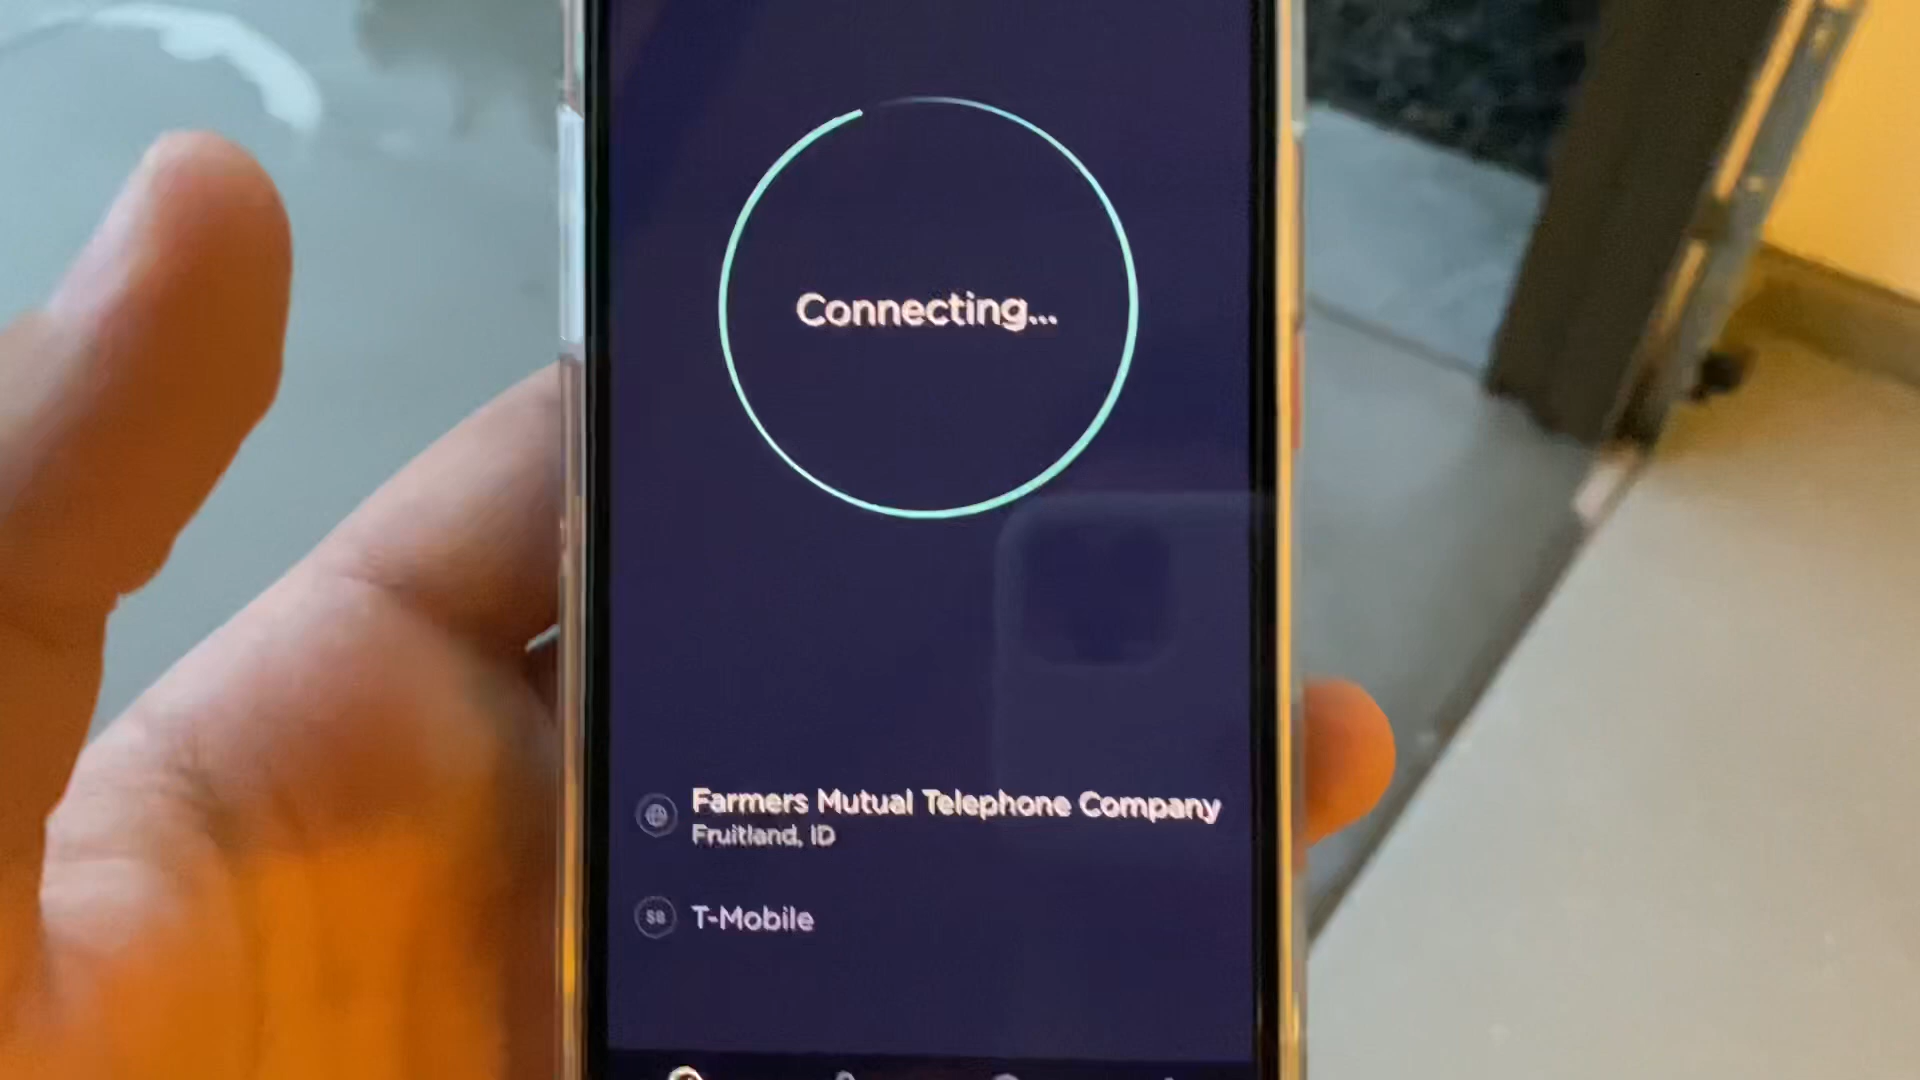 Connecting...
Farmers Mutual Telephone Company
Fruitland, ID
T-Mobile